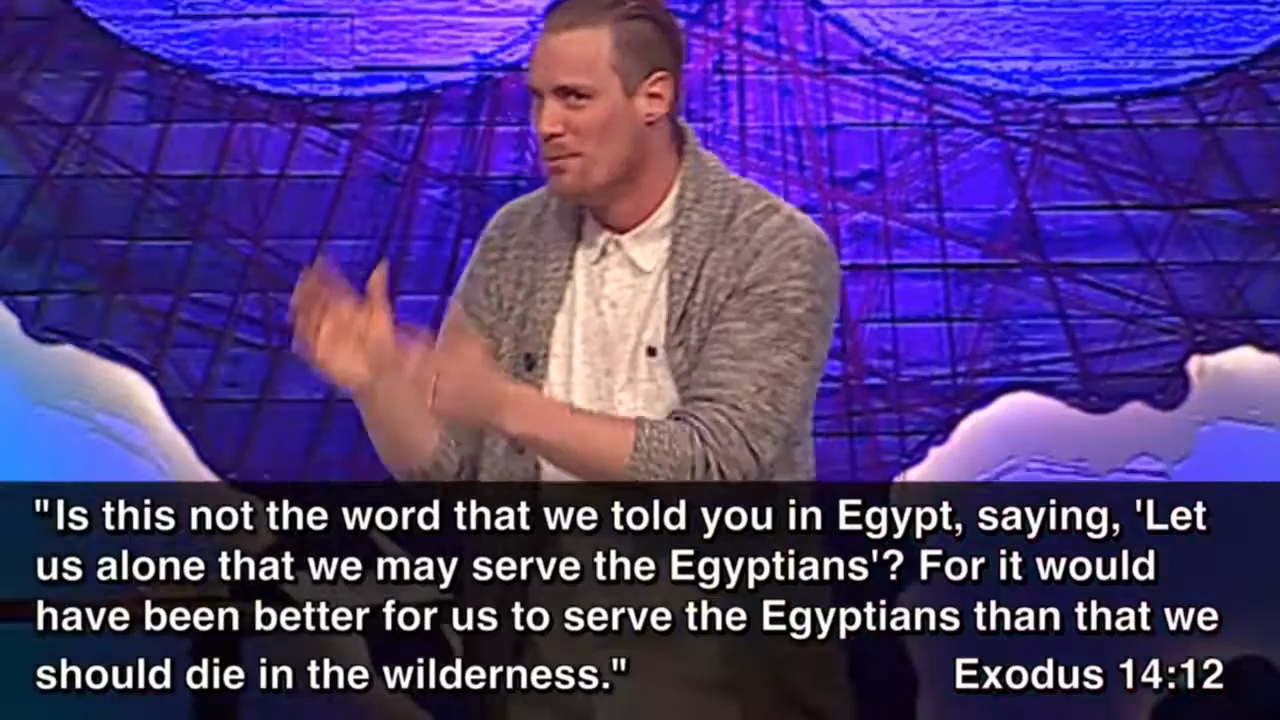 "Is this not the word that we told you in Egypt, saying, 'Let
us alone that we may serve the Egyptians'? For it would
have been better for us to serve the Egyptians than that we
should die in the wilderness." Exodus 14:12